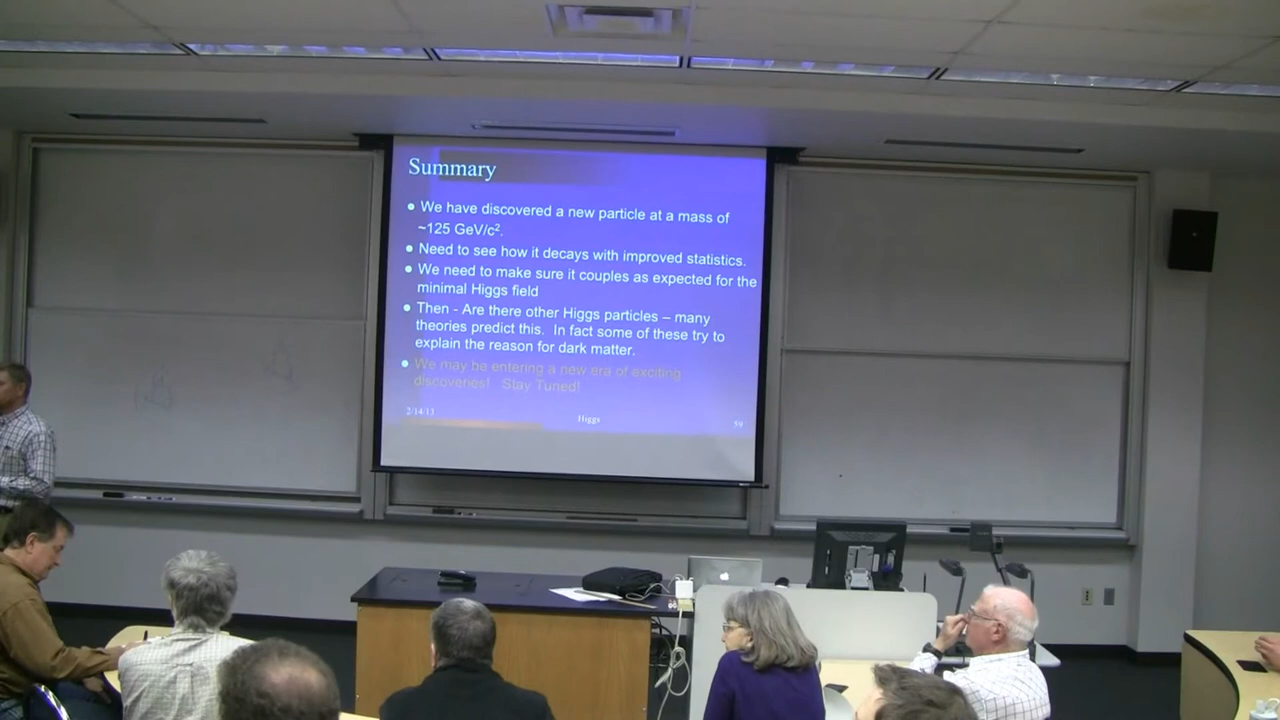 Summary
We have discovered a new particle at a mass of
~125 GeV/c².
Need to see how it decays with improved statistics.
We need to make sure it couples as expected for the
minimal Higgs field
Then - Are there other Higgs particles – many
theories predict this. In fact some of these try to
explain the reason for dark matter.
We may be entering a new era of exciting
discoveries! Stay Tuned!
2/14/13
Higgs
59